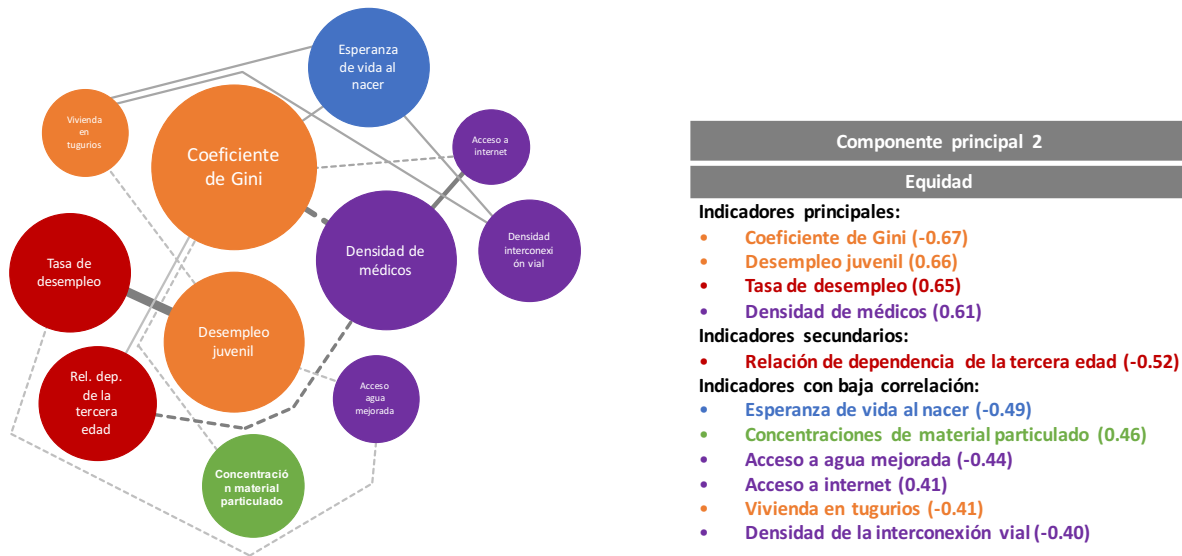 Esperanza
de vida al
nacer
Vivienda
en
tugurios
Acceso a
internet
Coeficiente
de Gini
Densidad de
médicos
Densidad
interconexi
ón vial
Tasa de
desempleo
Desempleo
juvenil
Rel. dep.
de la
tercera
edad
Acceso
agua
mejorada
Concentració
n material
particulado
Componente principal 2
Equidad
Indicadores principales:
• Coeficiente de Gini (-0.67)
• Desempleo juvenil (0.66)
• Tasa de desempleo (0.65)
• Densidad de médicos (0.61)
Indicadores secundarios:
• Relación de dependencia de la tercera edad (-0.52)
Indicadores con baja correlación:
• Esperanza de vida al nacer (-0.49)
• Concentraciones de material particulado (0.46)
• Acceso a agua mejorada (-0.44)
• Acceso a internet (0.41)
• Vivienda en tugurios (-0.41)
• Densidad de la interconexión vial (-0.40)